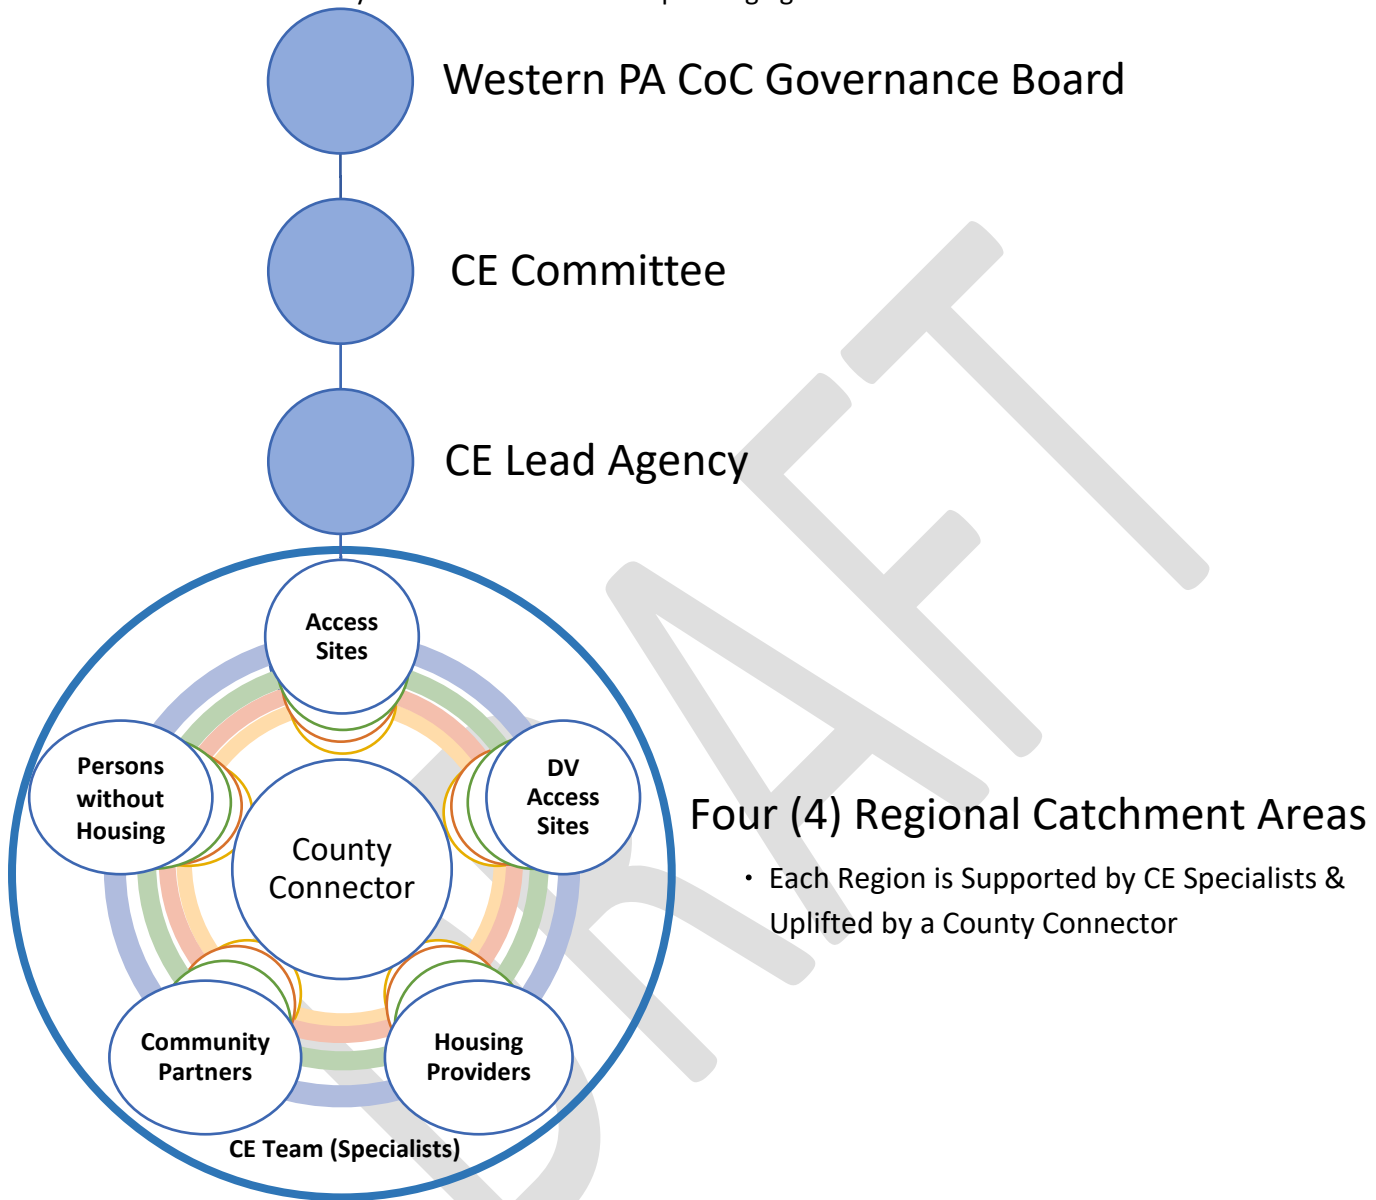 Western PA CoC Governance Board
CE Committee
CE Lead Agency
Access
Sites
Persons
without
Housing
DV
Access
Sites
County
Connector
Community
Partners
Housing
Providers
CE Team (Specialists)
Four (4) Regional Catchment Areas
· Each Region is Supported by CE Specialists &
Uplifted by a County Connector
DRAFT